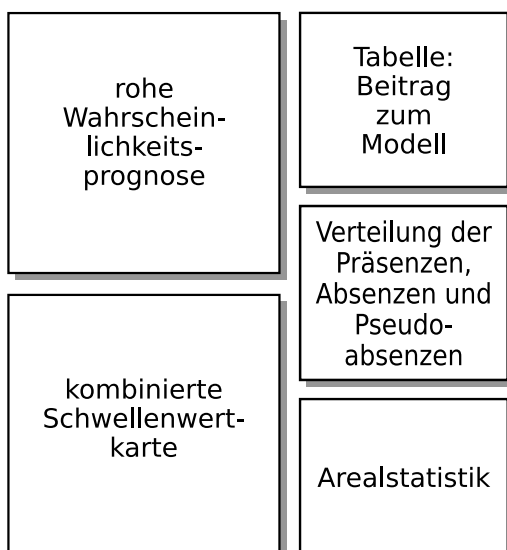 rohe
Wahrschein-
lichkeits-
prognose
kombinierte
Schwellenwert-
karte
Tabelle:
Beitrag
zum
Modell
Verteilung der
Präsenzen,
Absenzen und
Pseudo-
absenzen
Arealstatistik